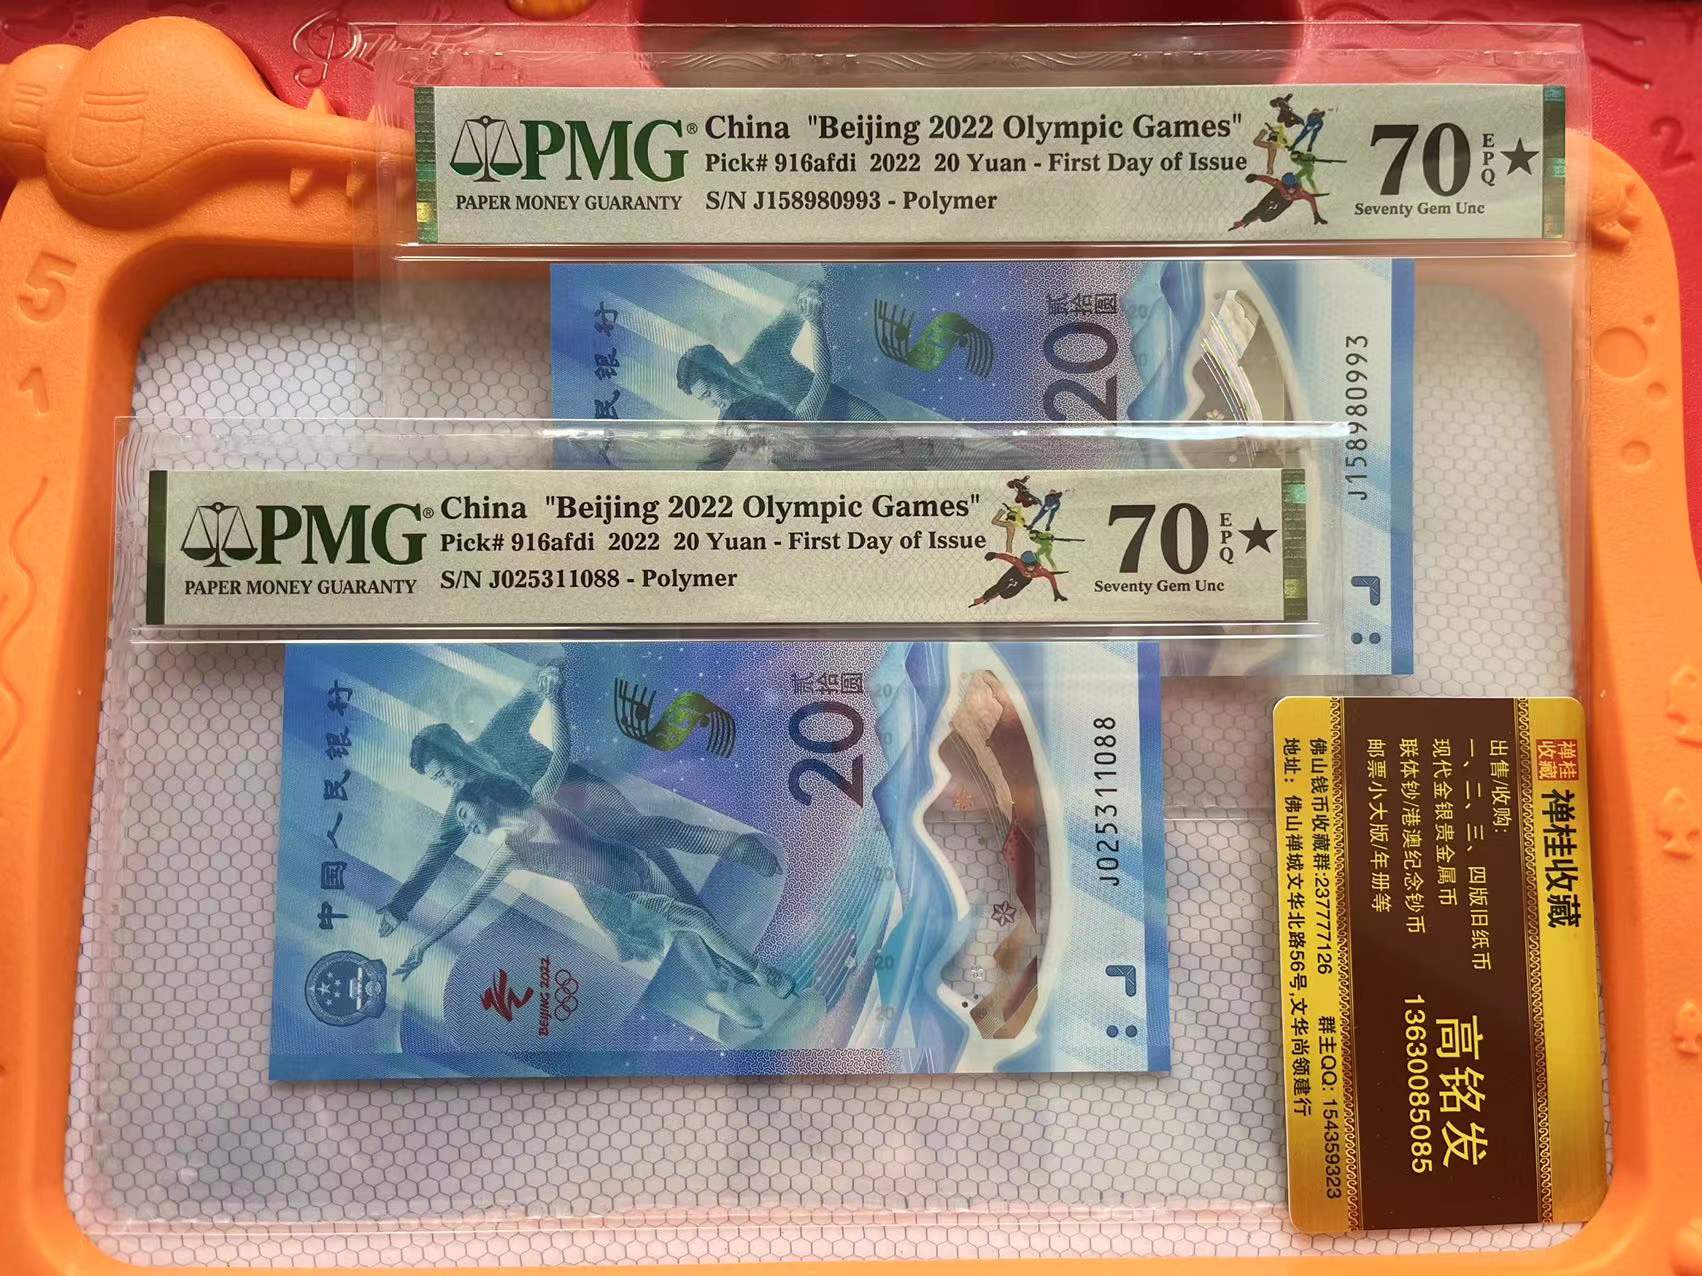 PMG®
PAPER MONEY GUARANTY
China "Beijing 2022 Olympic Games"
Pick# 916afdi 2022 20 Yuan - First Day of Issue
S/N J158980993 - Polymer
70
EPQ
★
Seventy Gem Unc
民银行
贰拾圆
20
J158980993
PMG®
PAPER MONEY GUARANTY
China "Beijing 2022 Olympic Games"
Pick# 916afdi 2022 20 Yuan - First Day of Issue
S/N J025311088 - Polymer
70
EPQ
★
Seventy Gem Unc
中国人民银行
贰拾圆
20
J025311088
BEIJING 2022
禅桂收藏
禅桂收藏
出售/收购:
一、二、三、四版旧纸币
现代金银贵金属币
联体钞/港澳纪念钞币
邮票小大版/年册等
高铭发
13630085085
佛山钱币收藏群:237777126 群主QQ: 154359323
地址: 佛山禅城文华北路56号,文华尚领建行
5
1
2